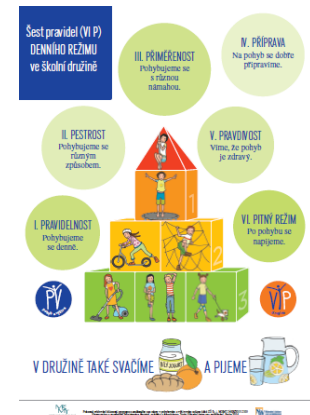 Šest pravidel (VI P)
DENNÍHO REŽIMU
ve školní družině
IV. PŘÍPRAVA
Na pohyb se dobře
připravíme.
III. PŘIMĚŘENOST
Pohybujeme se
s různou
námahou.
II. PESTROST
Pohybujeme se
různým
způsobem.
V. PRAVDIVOST
Víme, že pohyb
je zdravý.
I. PRAVIDELNOST
Pohybujeme
se denně.
VI. PITNÝ REŽIM
Po pohybu se
napijeme.
1
2
3
PV
VIP
BÍLÝ JOGURT
V DRUŽINĚ TAKÉ SVAČÍME
A PIJEME